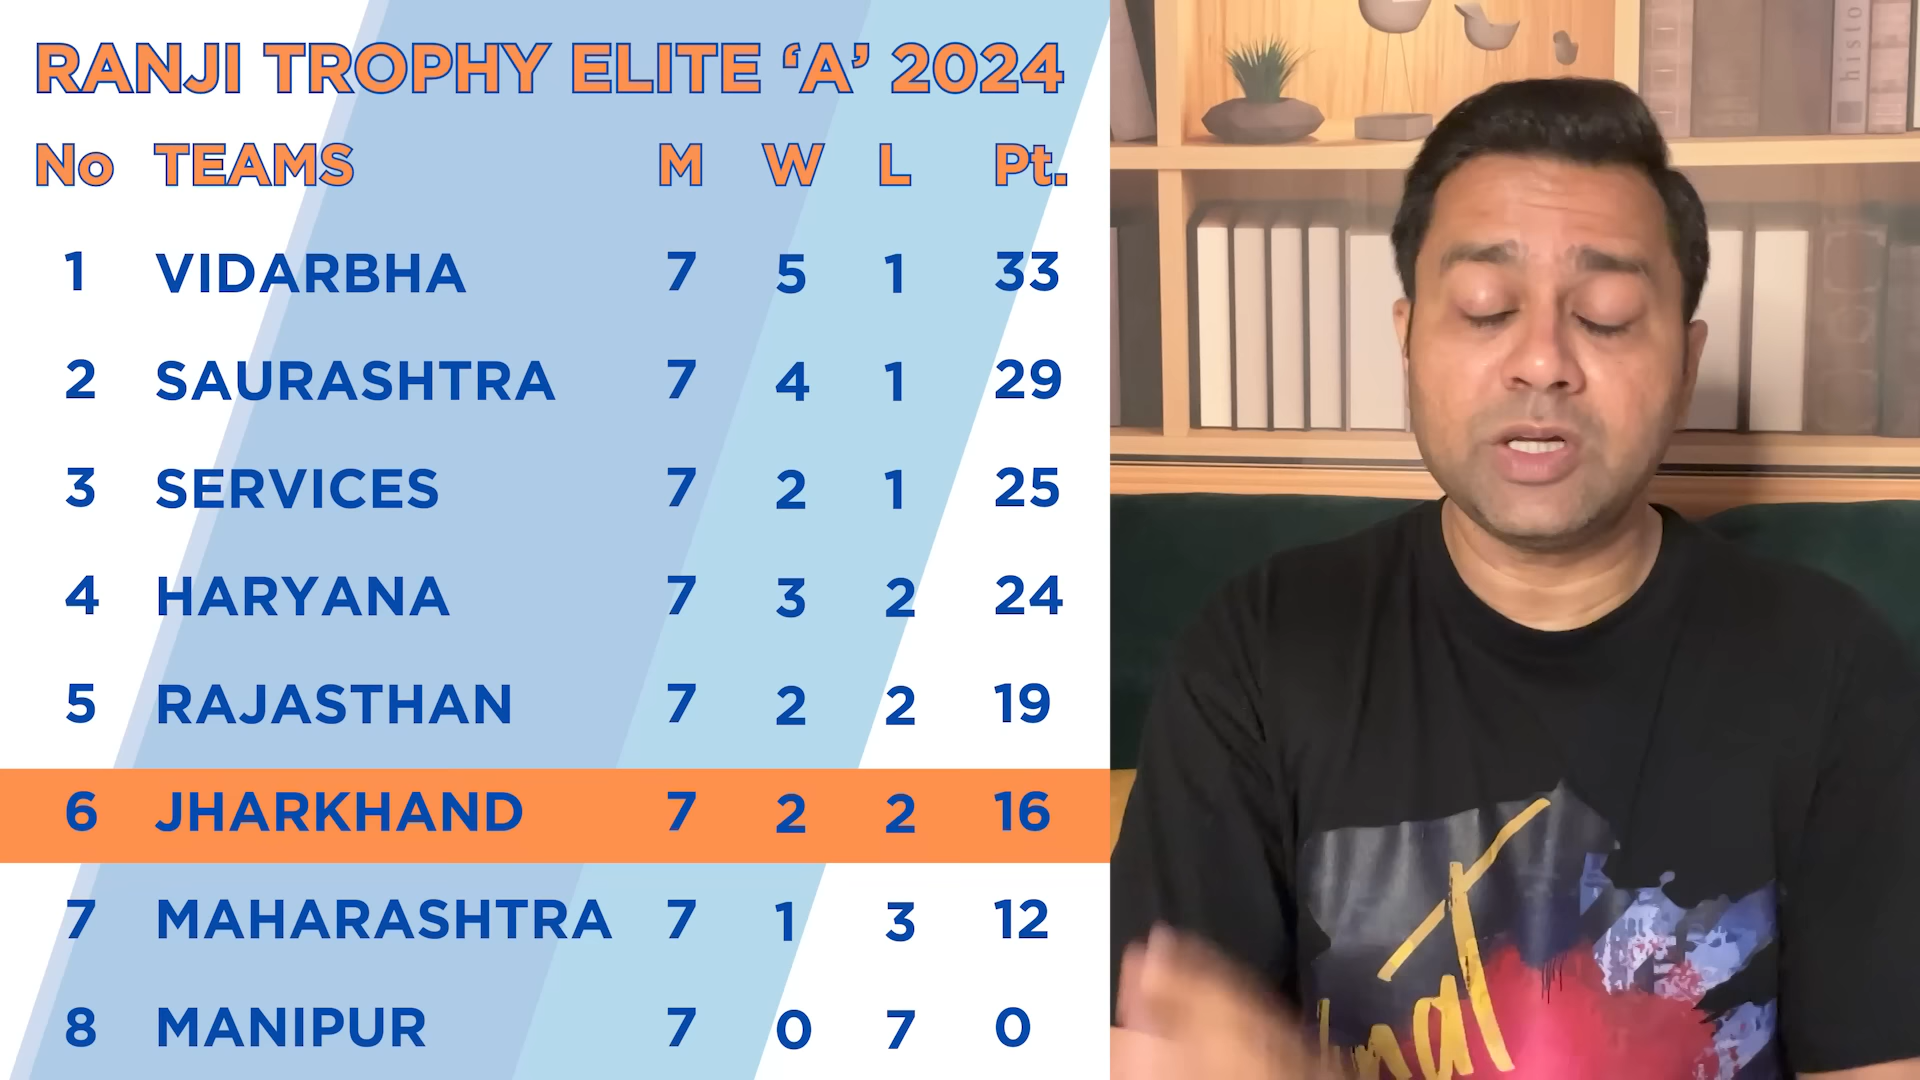 RANJI TROPHY ELITE ‘A’ 2024
No TEAMS M W L Pt.
1 VIDARBHA 7 5 1 33
2 SAURASHTRA 7 4 1 29
3 SERVICES 7 2 1 25
4 HARYANA 7 3 2 24
5 RAJASTHAN 7 2 2 19
6 JHARKHAND 7 2 2 16
7 MAHARASHTRA 7 1 3 12
8 MANIPUR 7 0 7 0
histo